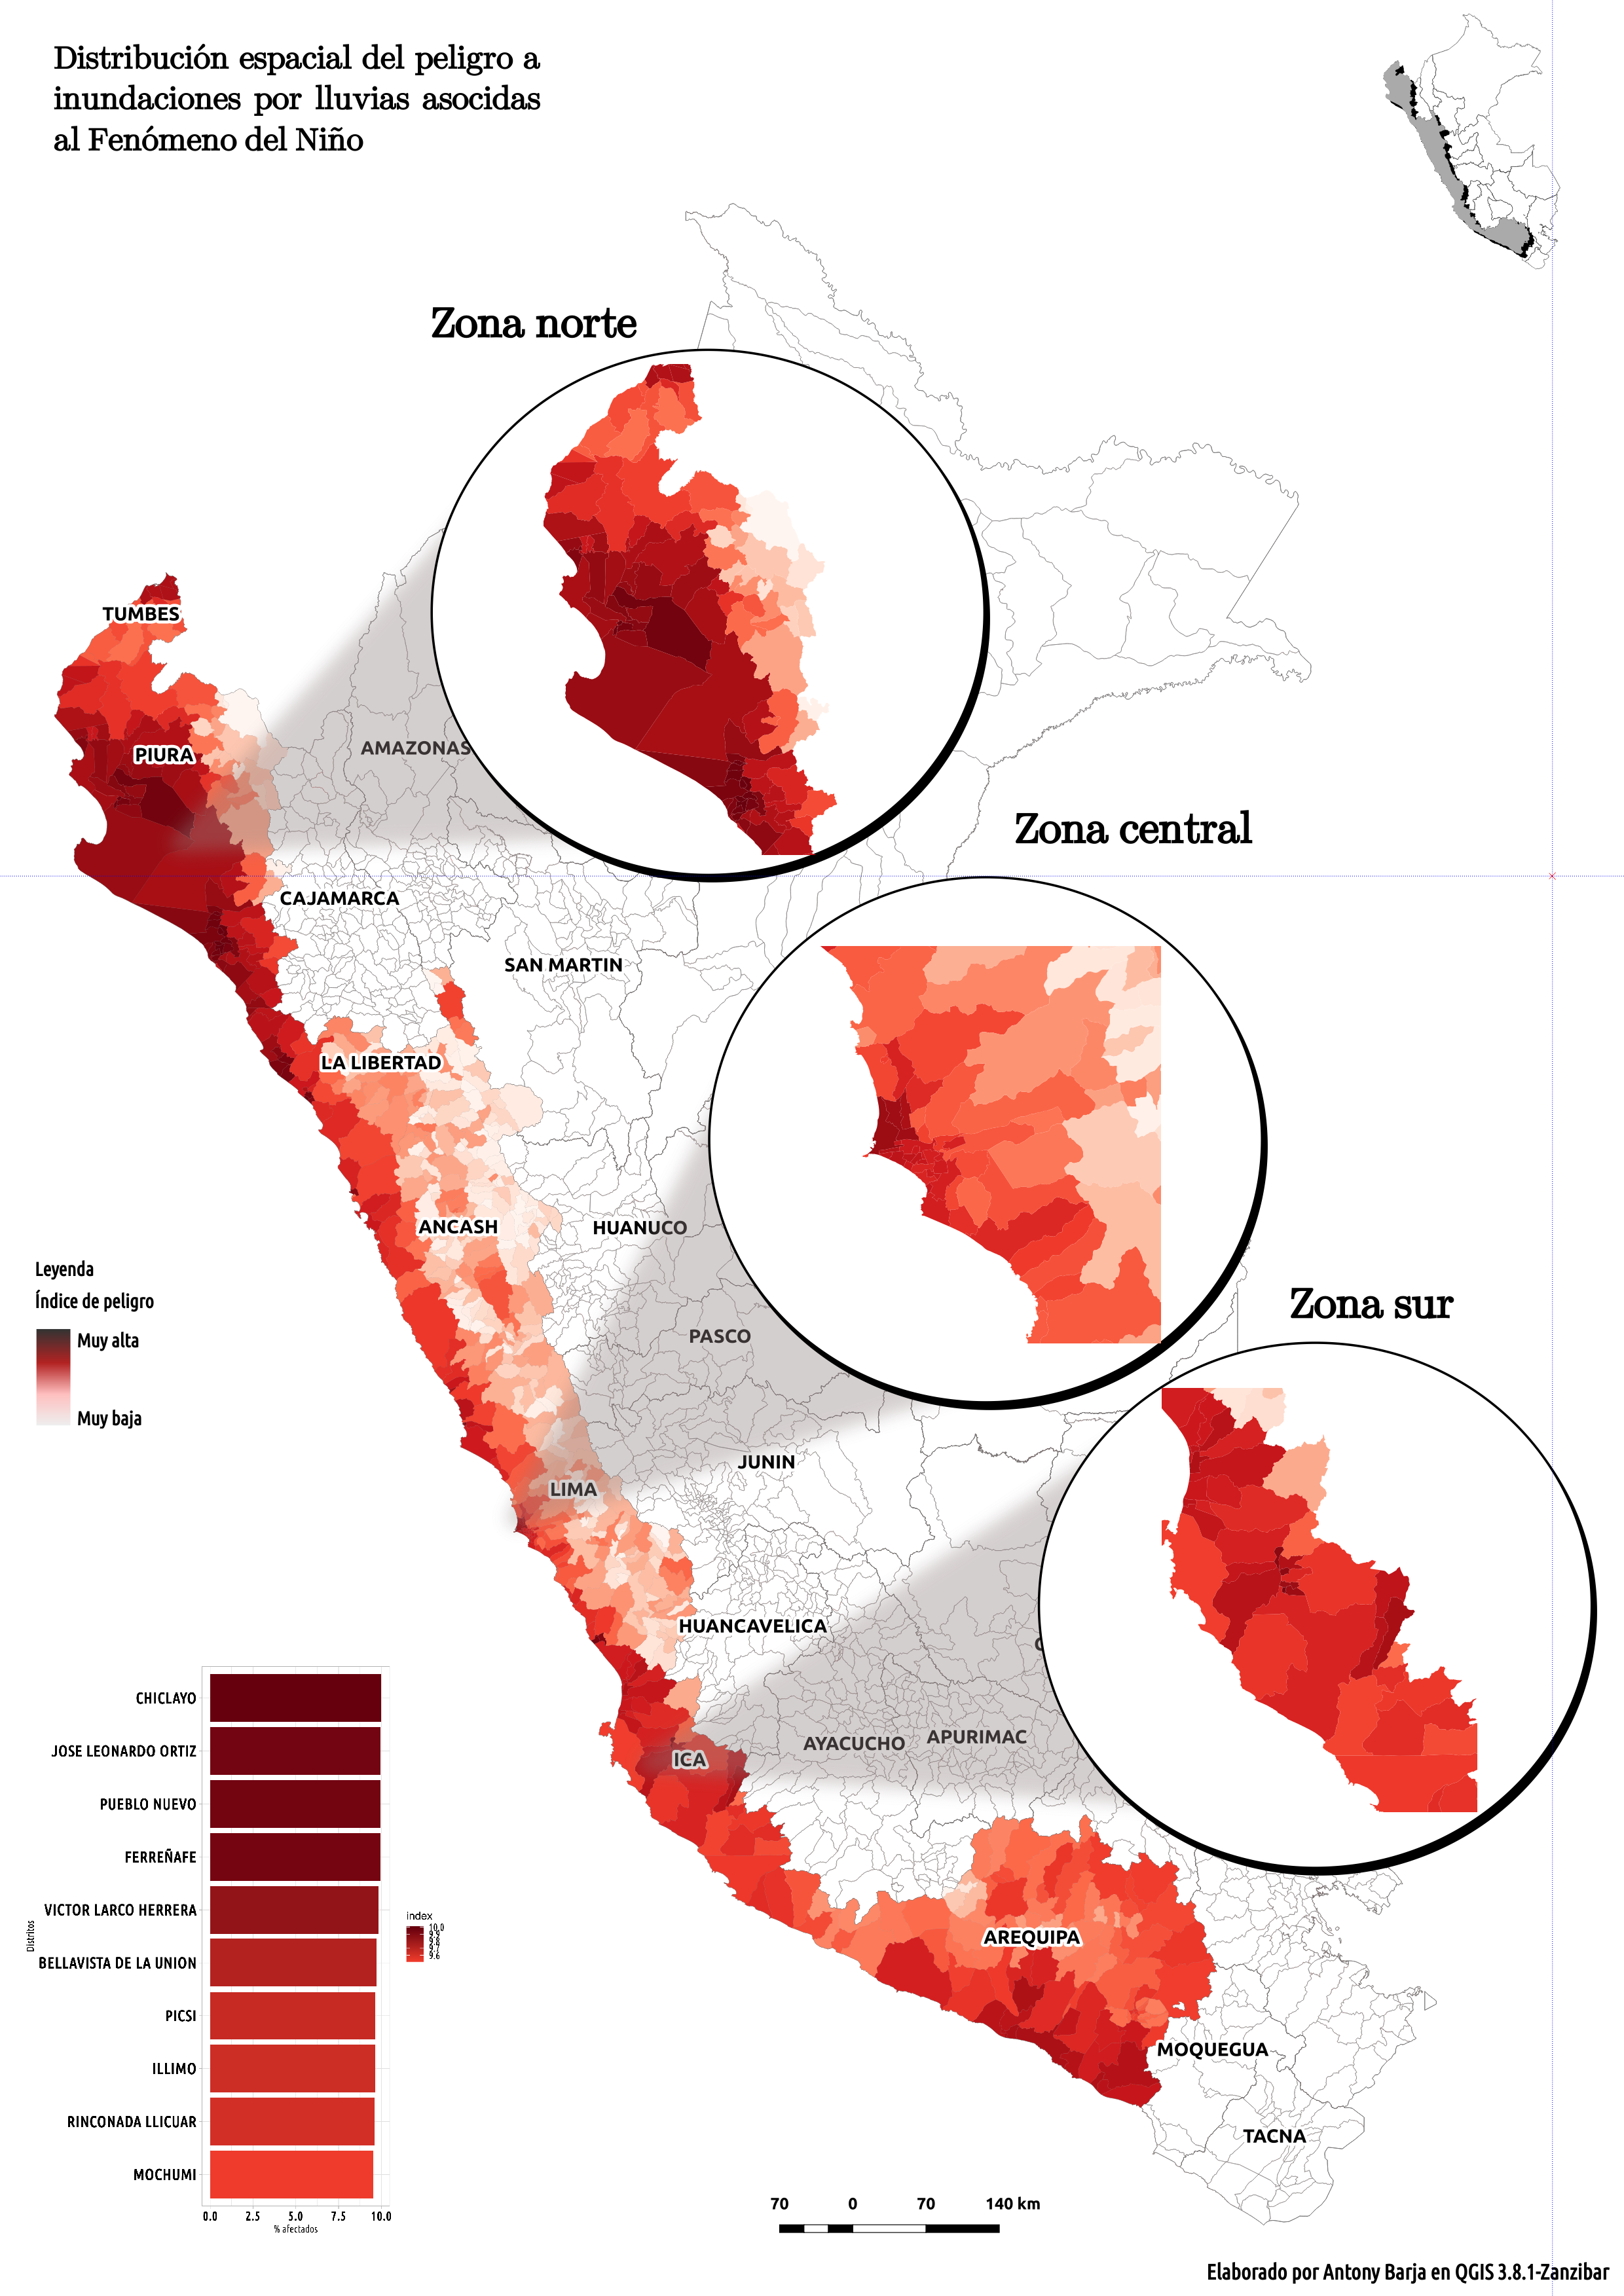 Distribución espacial del peligro a
inundaciones por lluvias asocidas
al Fenómeno del Niño
Zona norte
TUMBES
PIURA
AMAZONAS
Zona central
CAJAMARCA
SAN MARTIN
LA LIBERTAD
ANCASH
HUANUCO
Leyenda
Índice de peligro
Muy alta
Muy baja
PASCO
Zona sur
JUNIN
LIMA
HUANCAVELICA
AYACUCHO
APURIMAC
ICA
AREQUIPA
MOQUEGUA
TACNA
CHICLAYO
JOSE LEONARDO ORTIZ
PUEBLO NUEVO
FERREÑAFE
VICTOR LARCO HERRERA
BELLAVISTA DE LA UNION
PICSI
ILLIMO
RINCONADA LLICUAR
MOCHUMI
Distritos
0.0 2.5 5.0 7.5 10.0
% afectados
index
10.0
9.9
9.8
9.7
9.6
70 0 70 140 km
Elaborado por Antony Barja en QGIS 3.8.1-Zanzibar